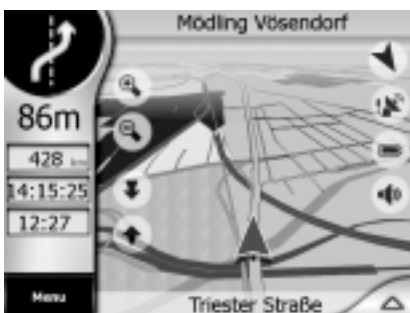 Mödling Vösendorf
86m
428
14:15:25
12:27
Menu
Triester Straße